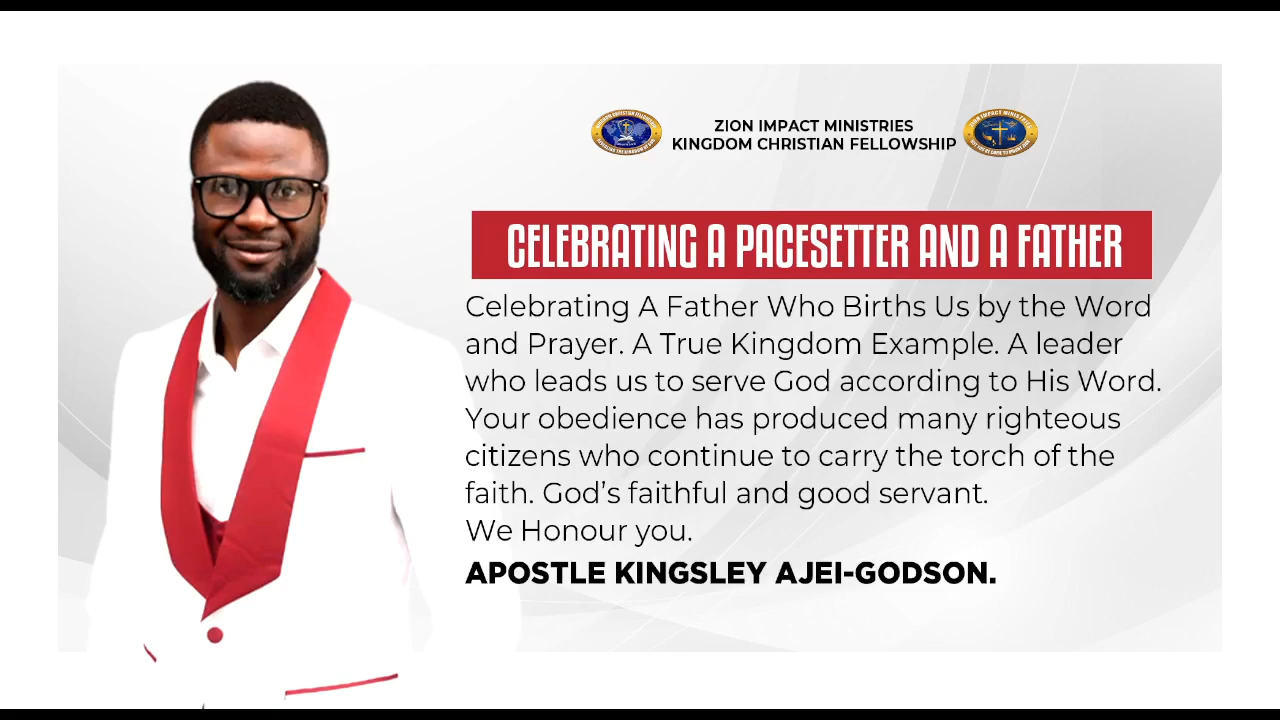 ZION IMPACT MINISTRIES
KINGDOM CHRISTIAN FELLOWSHIP
CELEBRATING A PACESETTER AND A FATHER
Celebrating A Father Who Births Us by the Word
and Prayer. A True Kingdom Example. A leader
who leads us to serve God according to His Word.
Your obedience has produced many righteous
citizens who continue to carry the torch of the
faith. God’s faithful and good servant.
We Honour you.
APOSTLE KINGSLEY AJEI-GODSON.